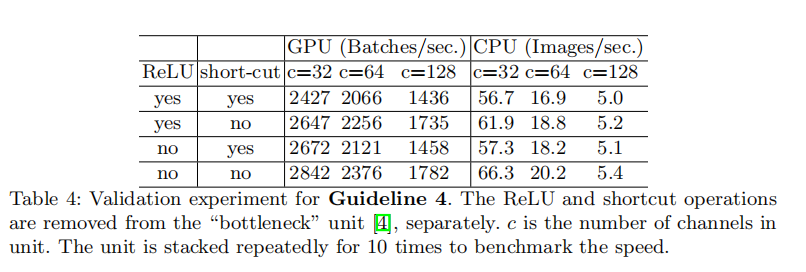 GPU (Batches/sec.) CPU (Images/sec.)
ReLU short-cut c=32 c=64 c=128 c=32 c=64 c=128
yes yes 2427 2066 1436 56.7 16.9 5.0
yes no 2647 2256 1735 61.9 18.8 5.2
no yes 2672 2121 1458 57.3 18.2 5.1
no no 2842 2376 1782 66.3 20.2 5.4
Table 4: Validation experiment for Guideline 4. The ReLU and shortcut operations
are removed from the “bottleneck” unit [4], separately. c is the number of channels in
unit. The unit is stacked repeatedly for 10 times to benchmark the speed.